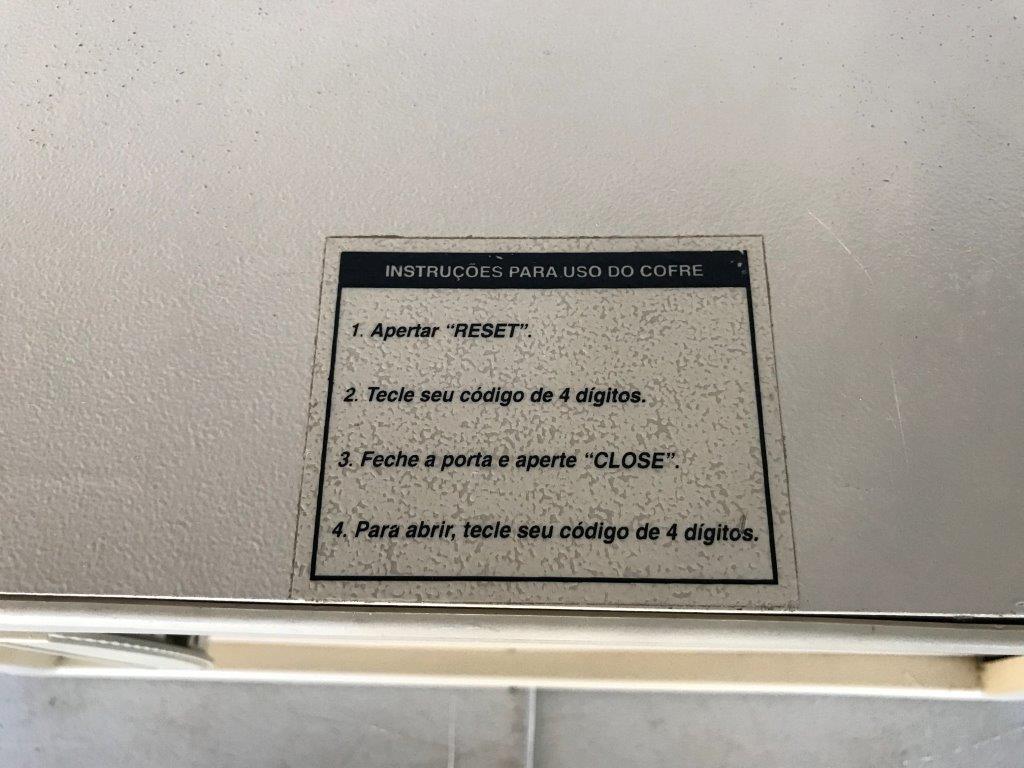 INSTRUÇÕES PARA USO DO COFRE
1. Apertar “RESET”.
2. Tecle seu código de 4 dígitos.
3. Feche a porta e aperte “CLOSE”.
4. Para abrir, tecle seu código de 4 dígitos.